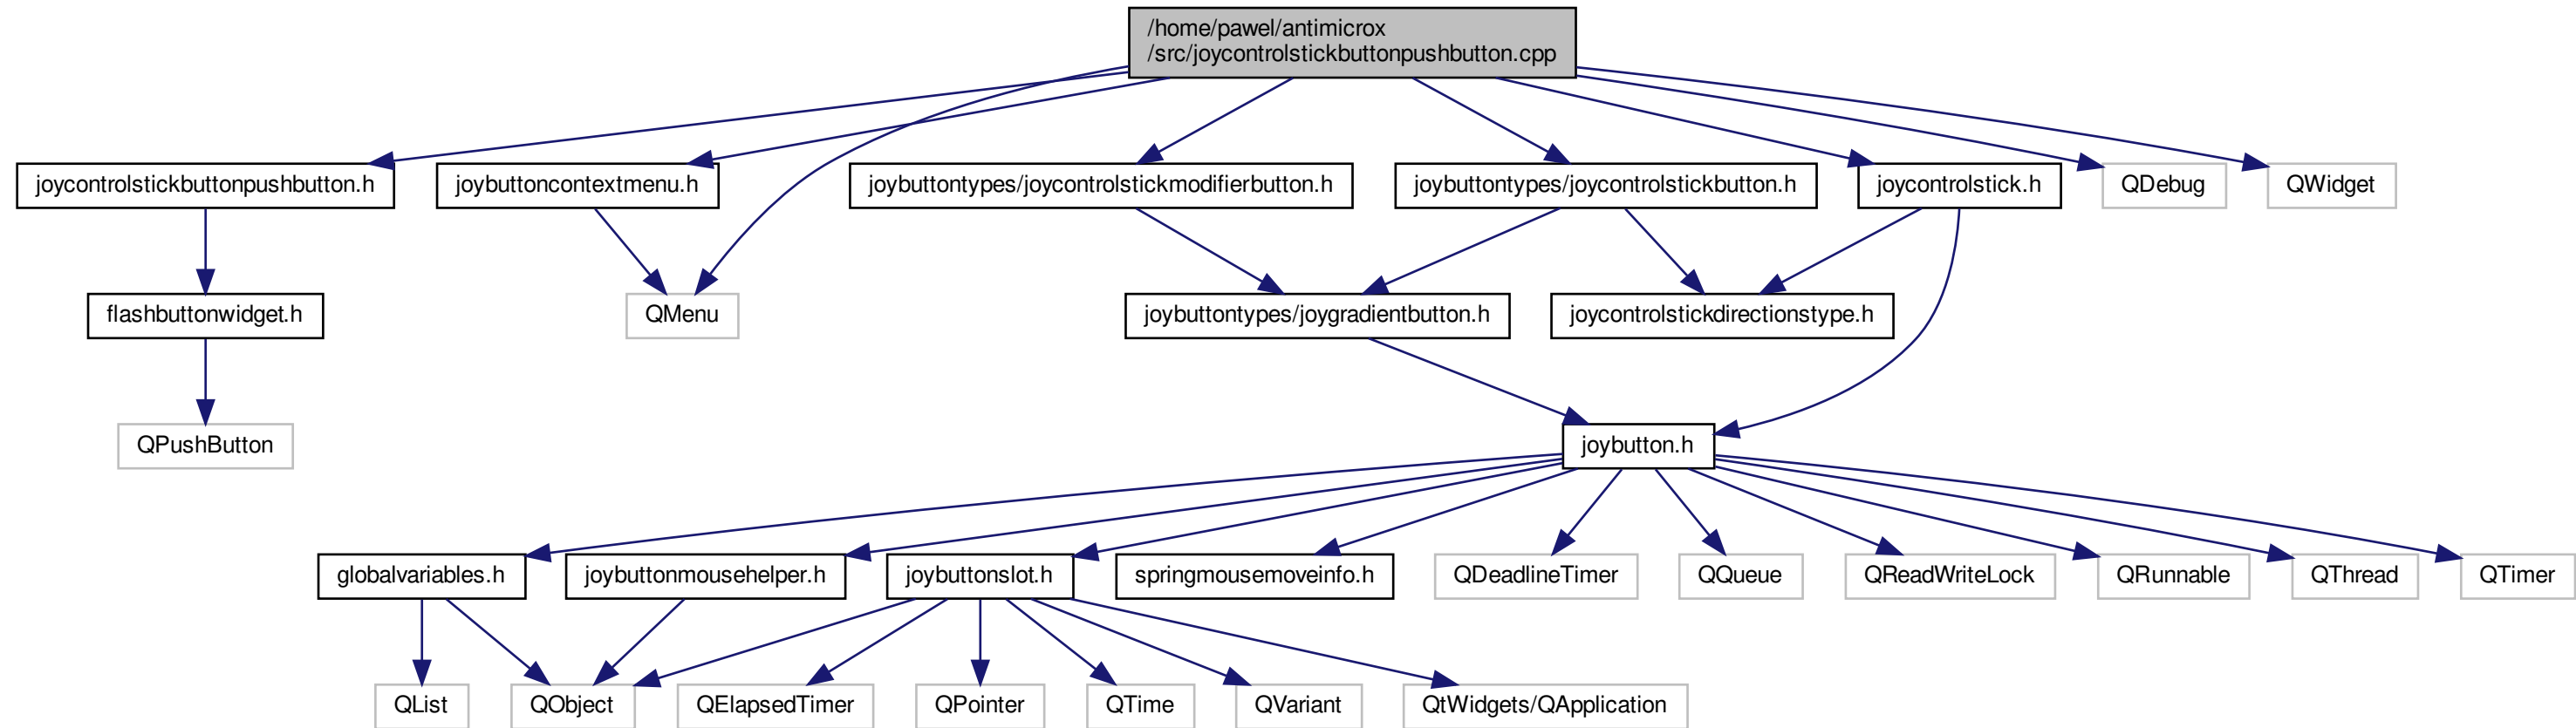 /home/pawel/antimicrox
/src/joycontrolstickbuttonpushbutton.cpp
joycontrolstickbuttonpushbutton.h
joybuttoncontextmenu.h
joybuttontypes/joycontrolstickmodifierbutton.h
joybuttontypes/joycontrolstickbutton.h
joycontrolstick.h
QDebug
QWidget
flashbuttonwidget.h
QMenu
joybuttontypes/joygradientbutton.h
joycontrolstickdirectionstype.h
QPushButton
joybutton.h
globalvariables.h
joybuttonmousehelper.h
joybuttonslot.h
springmousemoveinfo.h
QDeadlineTimer
QQueue
QReadWriteLock
QRunnable
QThread
QTimer
QList
QObject
QElapsedTimer
QPointer
QTime
QVariant
QtWidgets/QApplication